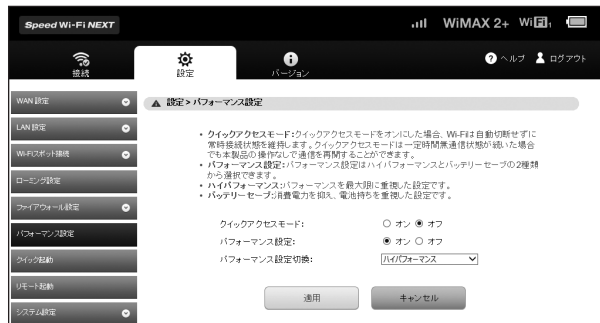 Speed Wi-Fi NEXT
WiMAX 2+ WiFi
接続
設定
バージョン
ヘルプ
ログアウト
WAN 設定
LAN 設定
Wi-Fiスポット接続
ローミング設定
ファイアウォール設定
パフォーマンス設定
クイック起動
リモート起動
システム設定
設定 > パフォーマンス設定
• クイックアクセスモード:クイックアクセスモードをオンにした場合、Wi-Fiは自動切断せずに
常時接続状態を維持します。クイックアクセスモードは一定時間無通信状態が続いた場合
でも本製品の操作なしで通信を再開することができます。
• パフォーマンス設定:パフォーマンス設定はハイパフォーマンスとバッテリーセーブの2種類
から選択できます。
• ハイパフォーマンス:パフォーマンスを最大限に重視した設定です。
• バッテリーセーブ:消費電力を抑え、電池持ちを重視した設定です。
クイックアクセスモード: オン オフ
パフォーマンス設定: オン オフ
パフォーマンス設定切換: ハイパフォーマンス
適用
キャンセル